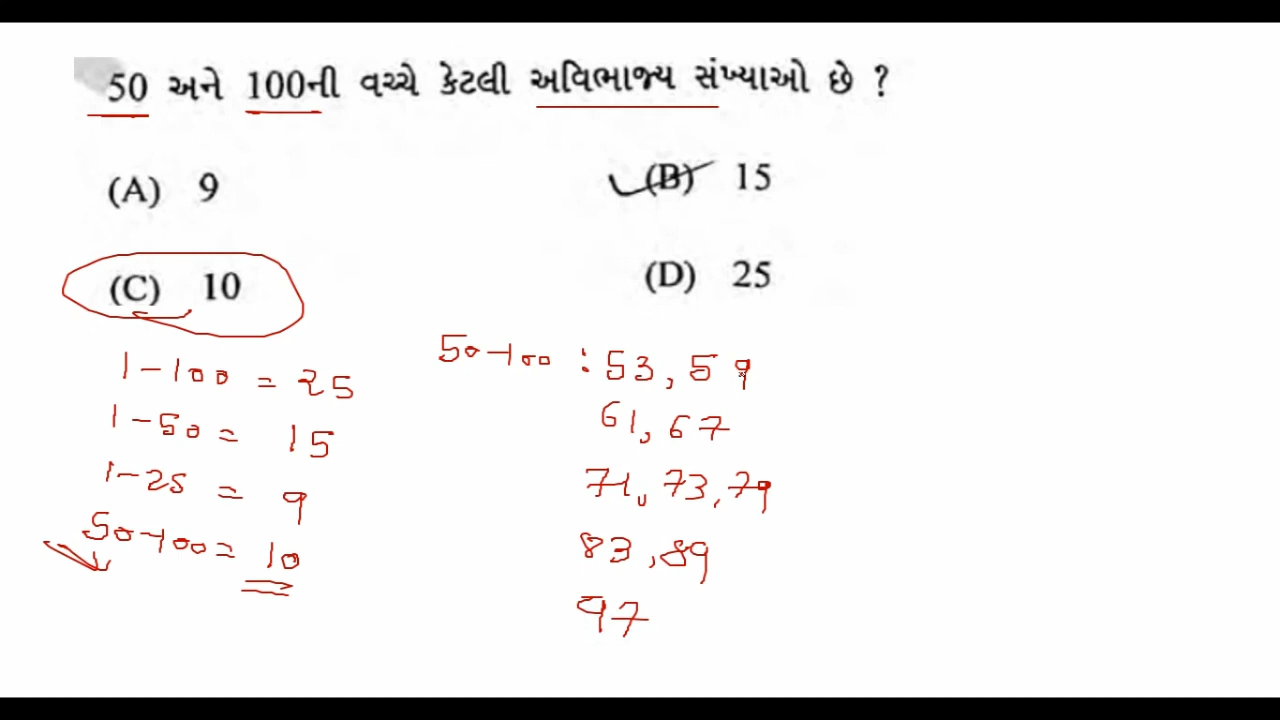 50 અને 100ની વચ્ચે કેટલી અવિભાજ્ય સંખ્યાઓ છે ?
(A) 9
(B) 15
(C) 10
(D) 25
1-100 = 25
1-50 = 15
1-25 = 9
50-100 = 10
50-100 : 53, 59
61, 67
71, 73, 79
83, 89
97